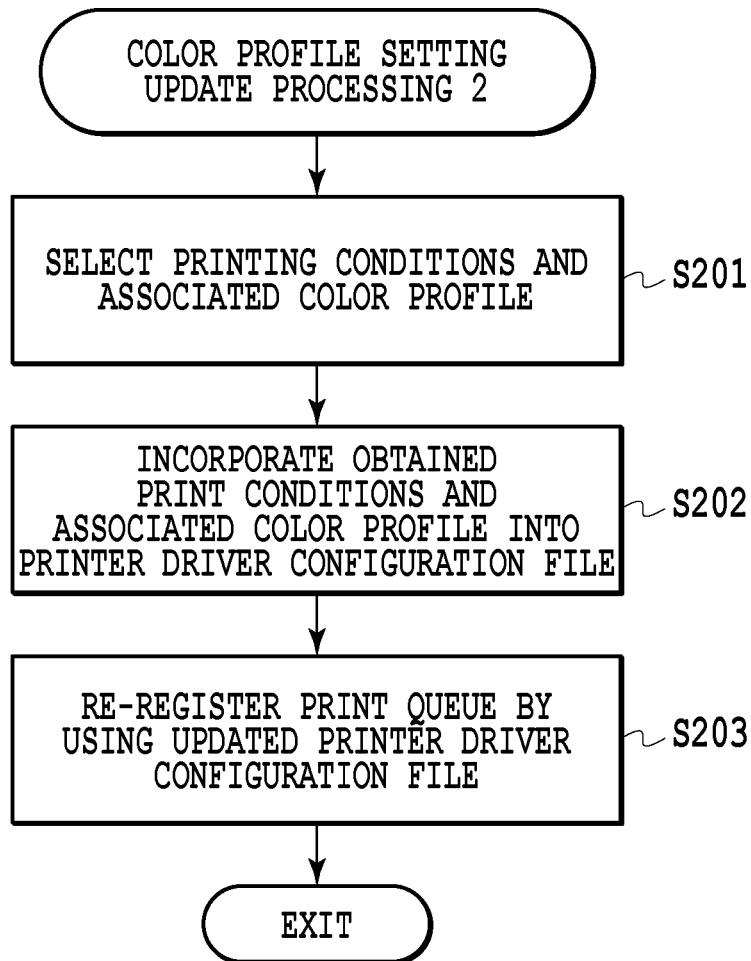 COLOR PROFILE SETTING
UPDATE PROCESSING 2
SELECT PRINTING CONDITIONS AND
ASSOCIATED COLOR PROFILE
S201
INCORPORATE OBTAINED
PRINT CONDITIONS AND
ASSOCIATED COLOR PROFILE INTO
PRINTER DRIVER CONFIGURATION FILE
S202
RE-REGISTER PRINT QUEUE BY
USING UPDATED PRINTER DRIVER
CONFIGURATION FILE
S203
EXIT